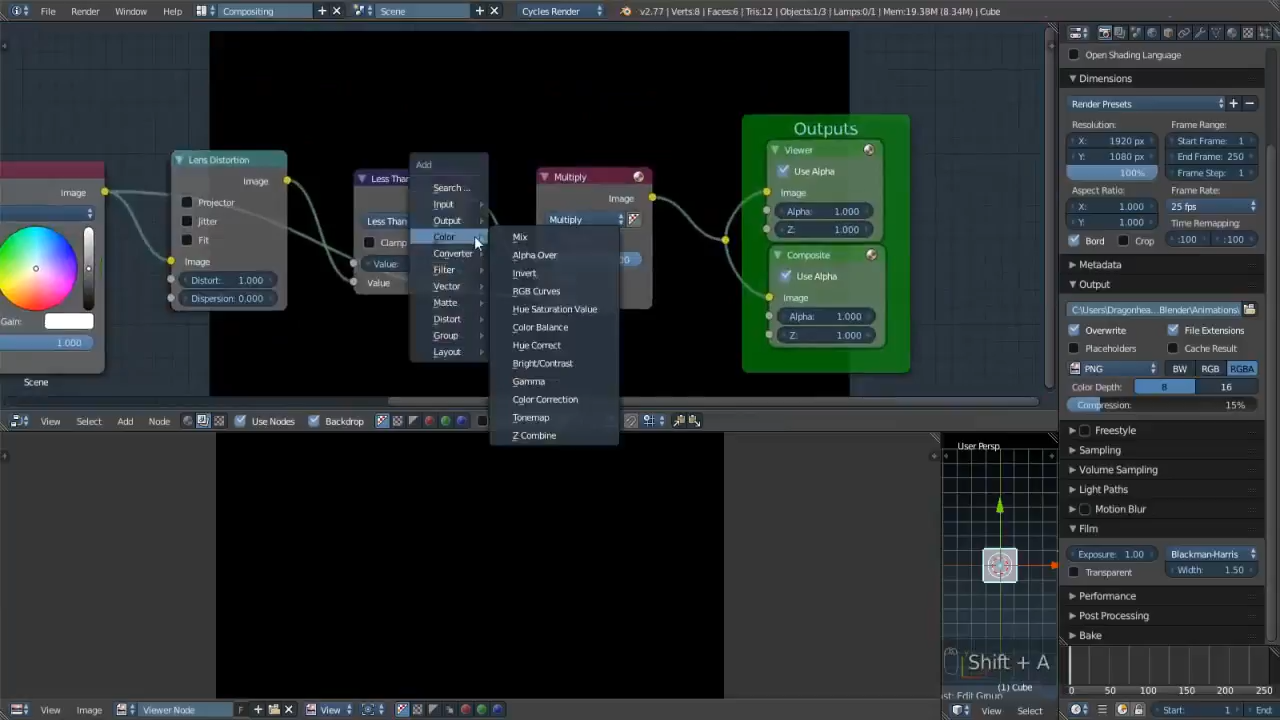 File Render Window Help Compositing Scene Cycles Render v2.77 | Verts:8 | Faces:6 | Tris:12 | Objects:1/3 | Lamps:0/1 | Mem:19.38M (8.34M) | Cube
Image
Gain:
1.000
Scene
Lens Distortion
Image
Projector
Jitter
Fit
Image
Distort: 1.000
Dispersion: 0.000
Less Than
Clamp
Value:
Value
Add
Search ...
Input
Output
Color
Converter
Filter
Vector
Matte
Distort
Group
Layout
Mix
Alpha Over
Invert
RGB Curves
Hue Saturation Value
Color Balance
Hue Correct
Bright/Contrast
Gamma
Color Correction
Tonemap
Z Combine
Multiply
Image
Multiply
Outputs
Viewer
Use Alpha
Image
Alpha: 1.000
Z: 1.000
Composite
Use Alpha
Image
Alpha: 1.000
Z: 1.000
View Select Add Node Use Nodes Backdrop
User Persp
Shift + A
(1) Cube
View Image Viewer Node F View
View Select
Open Shading Language
Dimensions
Render Presets
Resolution: Frame Range:
X: 1920 px Start Frame: 1
Y: 1080 px End Frame: 250
100% Frame Step: 1
Aspect Ratio: Frame Rate:
X: 1.000 25 fps
Y: 1.000 Time Remapping:
Bord Crop :100 :100
Metadata
Output
C:\Users\Dragonhea...Blender\Animations\
Overwrite File Extensions
Placeholders Cache Result
PNG BW RGB RGBA
Color Depth: 8 16
Compression: 15%
Freestyle
Sampling
Volume Sampling
Light Paths
Motion Blur
Film
Exposure: 1.00 Blackman-Harris
Transparent Width: 1.50
Performance
Post Processing
Bake
0 50 100 150 200 250
Start: 1 End: